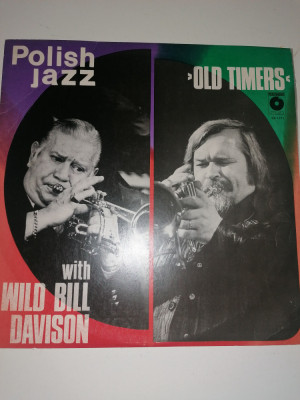 Polish
jazz
›OLD TIMERS‹
with
WILD BILL
DAVISON